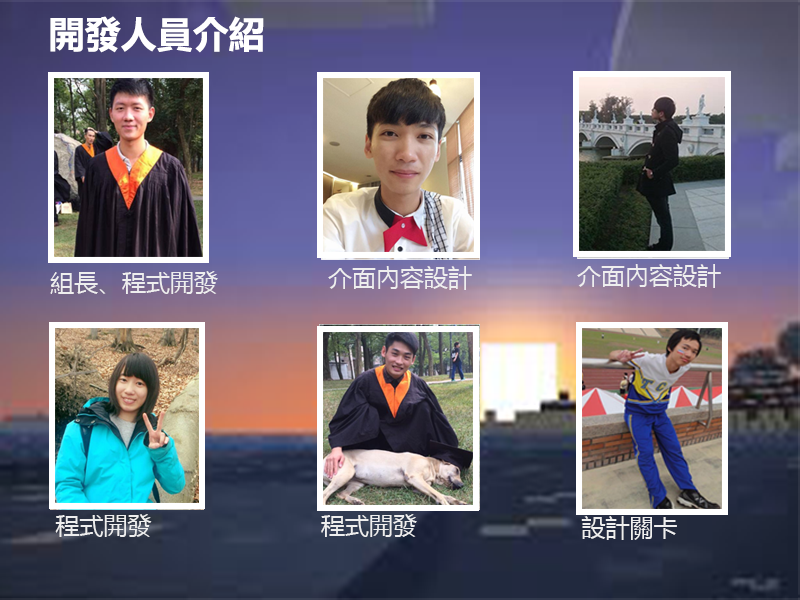 開發人員介紹
組長、程式開發
介面內容設計
介面內容設計
程式開發
程式開發
設計關卡